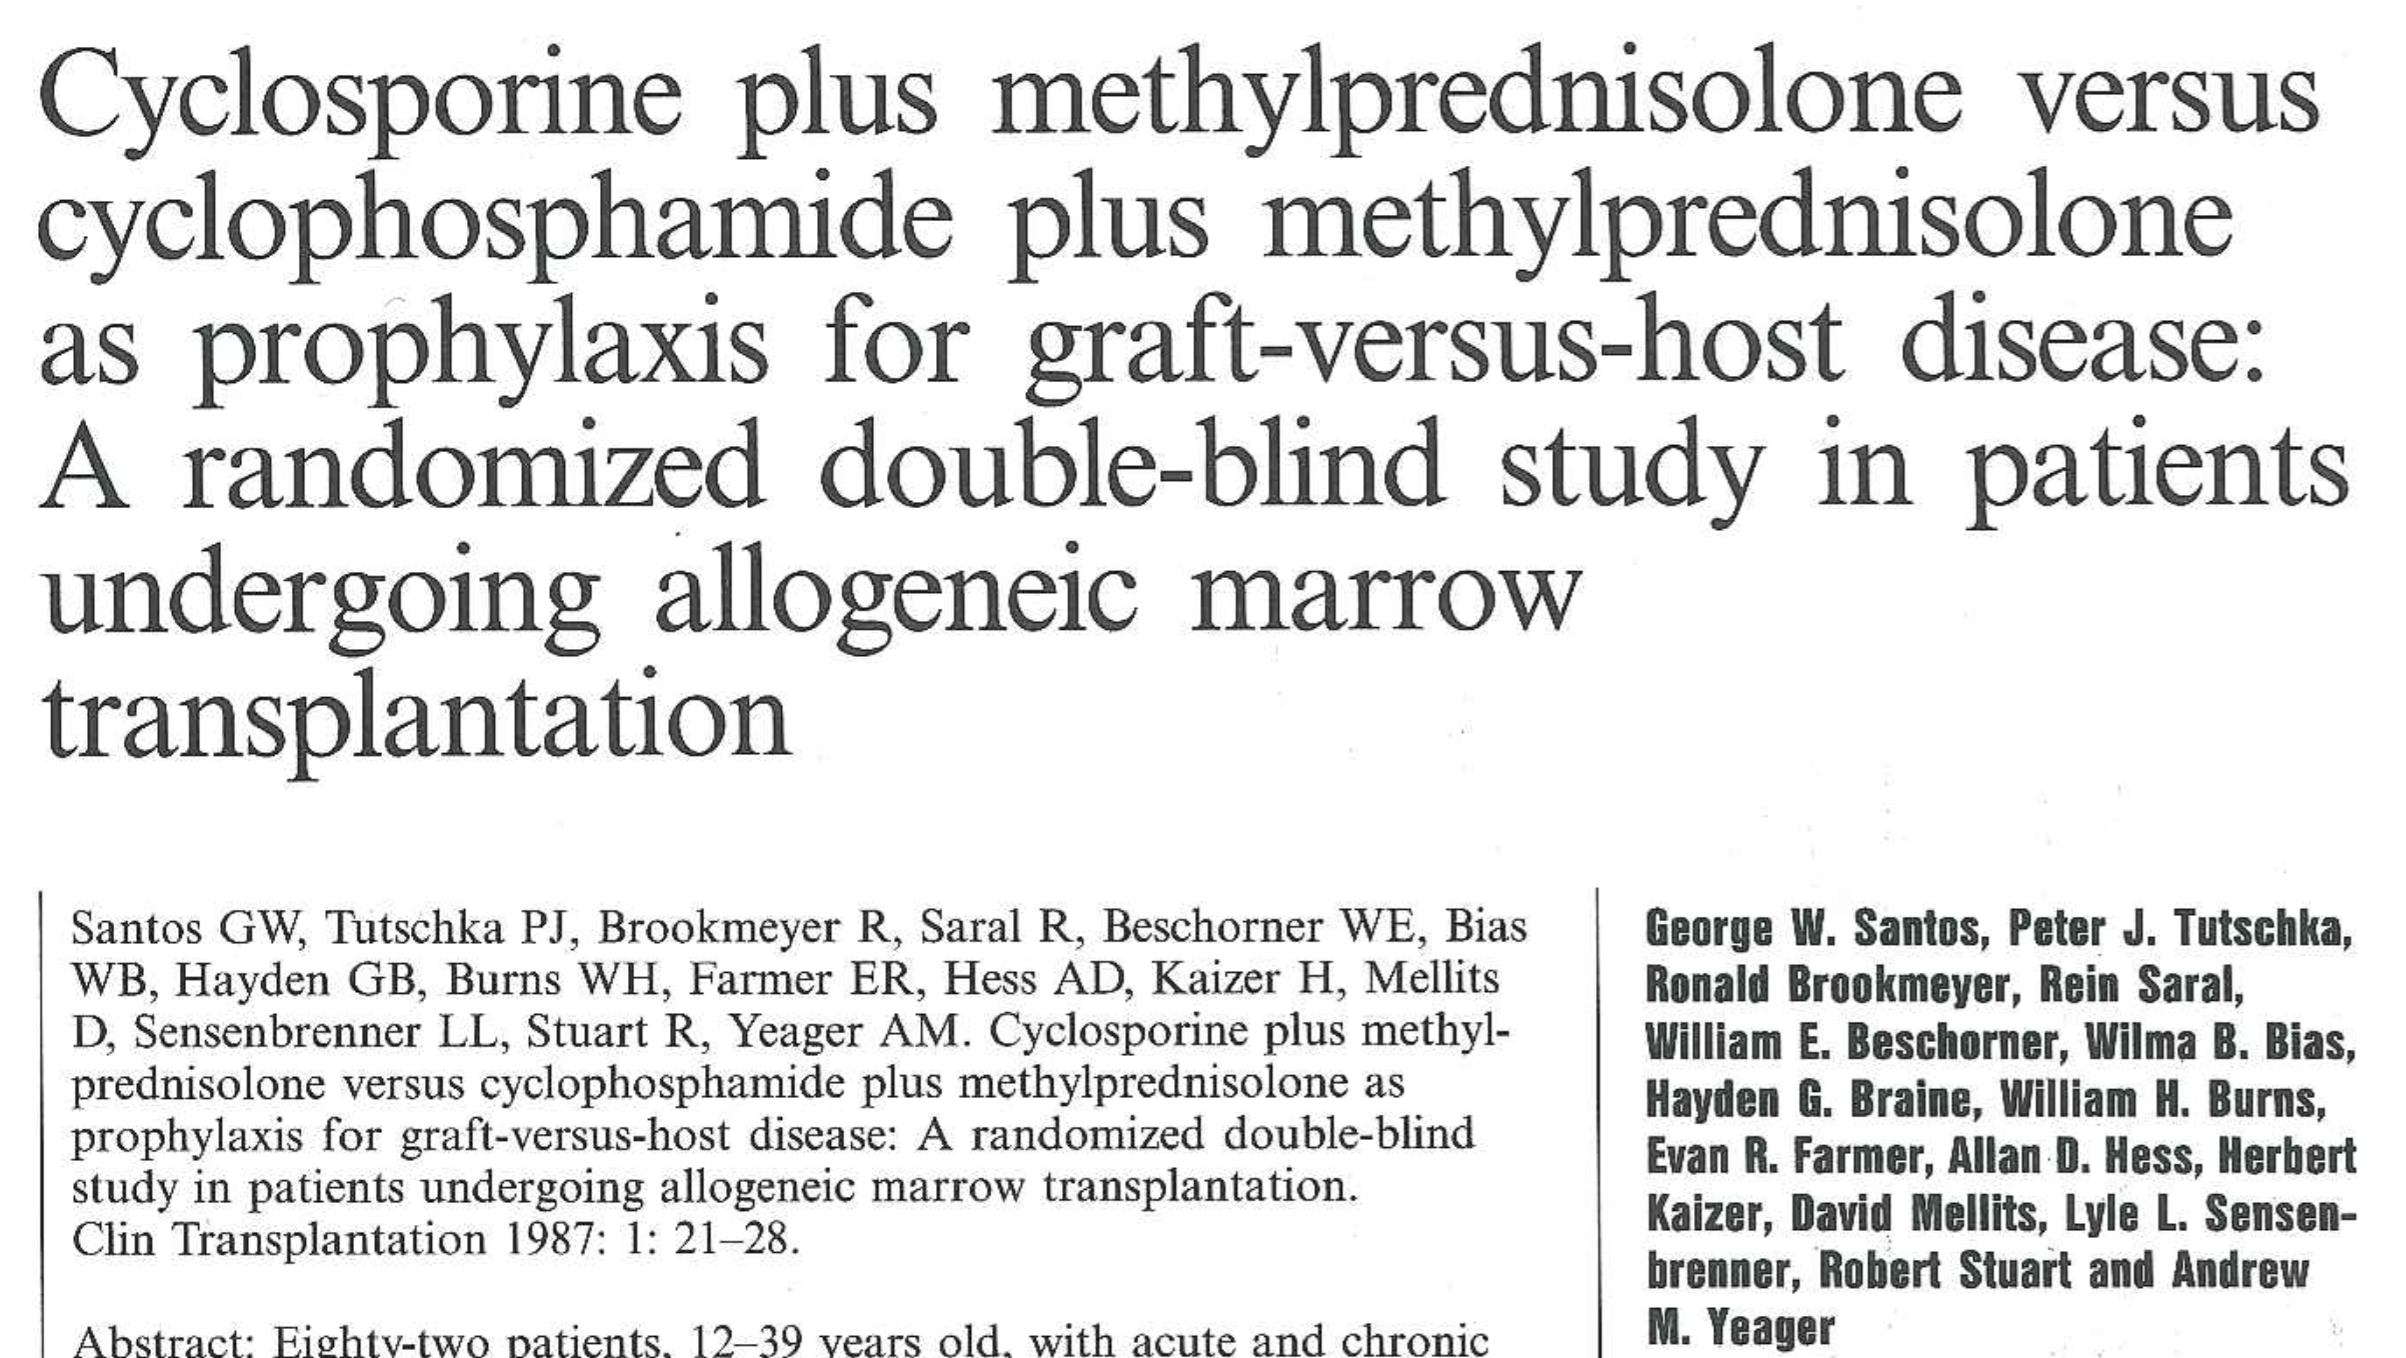 Cyclosporine plus methylprednisolone versus
cyclophosphamide plus methylprednisolone
as prophylaxis for graft-versus-host disease:
A randomized double-blind study in patients
undergoing allogeneic marrow
transplantation
Santos GW, Tutschka PJ, Brookmeyer R, Saral R, Beschorner WE, Bias
WB, Hayden GB, Burns WH, Farmer ER, Hess AD, Kaizer H, Mellits
D, Sensenbrenner LL, Stuart R, Yeager AM. Cyclosporine plus methyl-
prednisolone versus cyclophosphamide plus methylprednisolone as
prophylaxis for graft-versus-host disease: A randomized double-blind
study in patients undergoing allogeneic marrow transplantation.
Clin Transplantation 1987: 1: 21–28.
Abstract: Eighty-two patients, 12–39 years old, with acute and chronic
George W. Santos, Peter J. Tutschka,
Ronald Brookmeyer, Rein Saral,
William E. Beschorner, Wilma B. Bias,
Hayden G. Braine, William H. Burns,
Evan R. Farmer, Allan D. Hess, Herbert
Kaizer, David Mellits, Lyle L. Sensen-
brenner, Robert Stuart and Andrew
M. Yeager